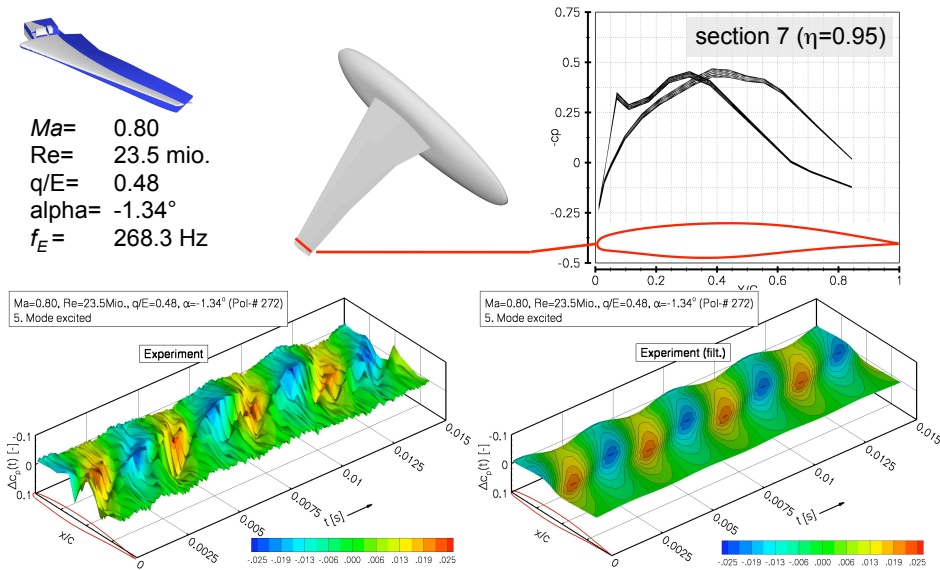 Ma= 0.80
Re= 23.5 mio.
q/E= 0.48
alpha= -1.34°
f_E= 268.3 Hz
section 7 (η=0.95)
-0.75
-0.5
0.25
0
-0.25
-0.5
-cp
0 0.2 0.4 0.6 0.8 1
x/c
Ma=0.80, Re=23.5Mio., q/E=0.48, α=-1.34° (Pol-# 272)
5. Mode excited
Experiment
-0.1
0
0.1
Δc_p(t) [-]
x/c
0
0.0025
0.005
0.0075
0.01
0.0125
0.015
t [s]
-.025 -.019 -.013 -.006 .000 .006 .013 .019 .025
Ma=0.80, Re=23.5Mio., q/E=0.48, α=-1.34° (Pol-# 272)
5. Mode excited
Experiment (filt.)
-0.1
0
0.1
Δc_p(t) [-]
x/c
0
0.0025
0.005
0.0075
0.01
0.0125
0.015
t [s]
-.025 -.019 -.013 -.006 .000 .006 .013 .019 .025